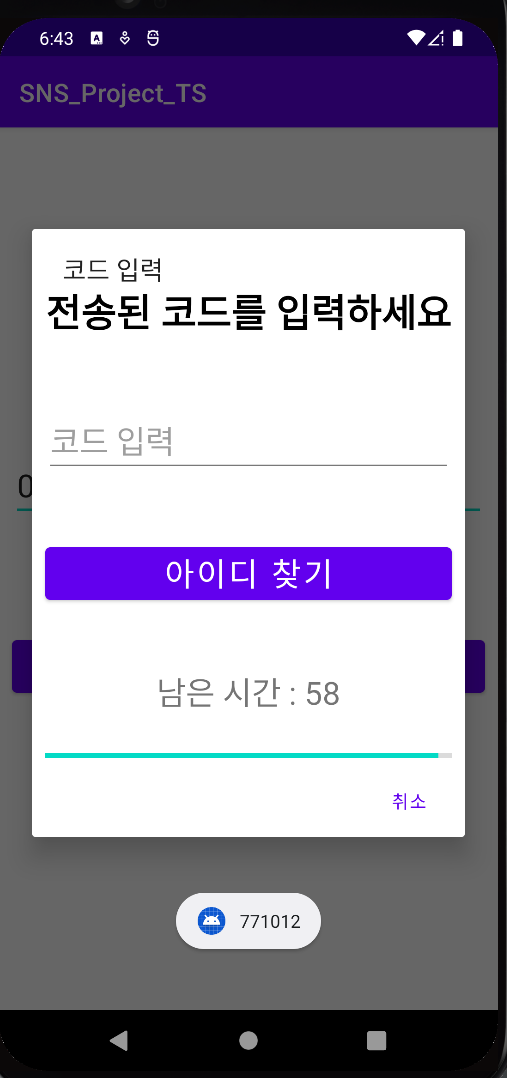 6:43
SNS_Project_TS
코드 입력
전송된 코드를 입력하세요
코드 입력
0
아이디 찾기
남은 시간 : 58
취소
771012